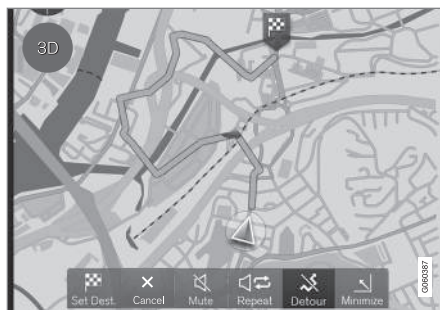 3D
Set Dest.
Cancel
Mute
Repeat
Detour
Minimize
G060387